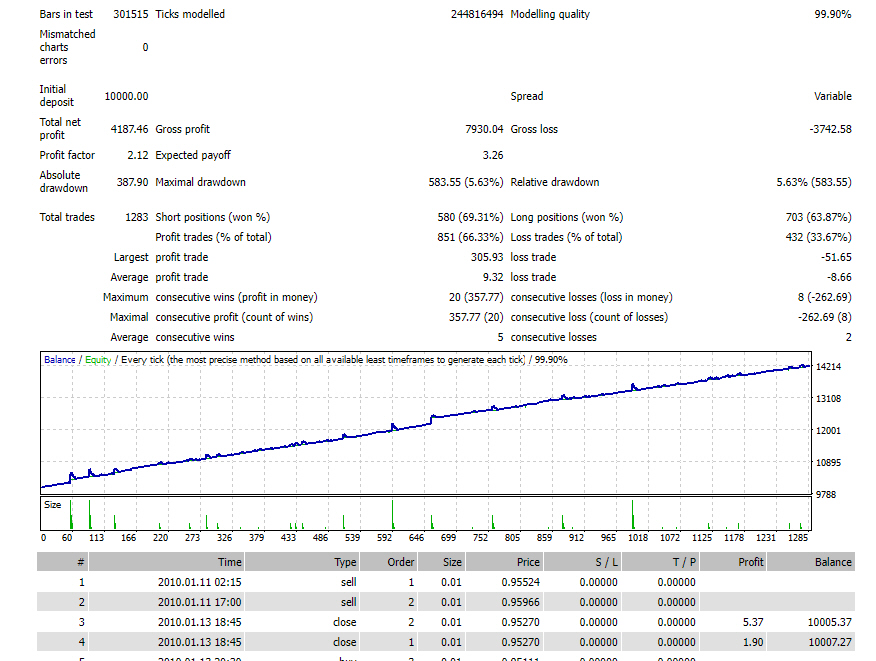 Bars in test 301515 Ticks modelled 244816494 Modelling quality 99.90%
Mismatched
charts 0
errors
Initial
deposit 10000.00 Spread Variable
Total net
profit 4187.46 Gross profit 7930.04 Gross loss -3742.58
Profit factor 2.12 Expected payoff 3.26
Absolute
drawdown 387.90 Maximal drawdown 583.55 (5.63%) Relative drawdown 5.63% (583.55)
Total trades 1283 Short positions (won %) 580 (69.31%) Long positions (won %) 703 (63.87%)
Profit trades (% of total) 851 (66.33%) Loss trades (% of total) 432 (33.67%)
Largest profit trade 305.93 loss trade -51.65
Average profit trade 9.32 loss trade -8.66
Maximum consecutive wins (profit in money) 20 (357.77) consecutive losses (loss in money) 8 (-262.69)
Maximal consecutive profit (count of wins) 357.77 (20) consecutive loss (count of losses) -262.69 (8)
Average consecutive wins 5 consecutive losses 2
Balance / Equity / Every tick (the most precise method based on all available least timeframes to generate each tick) / 99.90%
14214
13108
12001
10895
9788
Size
0 60 113 166 220 273 326 379 433 486 539 592 646 699 752 805 859 912 965 1018 1072 1125 1178 1231 1285
# Time Type Order Size Price S / L T / P Profit Balance
1 2010.01.11 02:15 sell 1 0.01 0.95524 0.00000 0.00000
2 2010.01.11 17:00 sell 2 0.01 0.95966 0.00000 0.00000
3 2010.01.13 18:45 close 2 0.01 0.95270 0.00000 0.00000 5.37 10005.37
4 2010.01.13 18:45 close 1 0.01 0.95270 0.00000 0.00000 1.90 10007.27